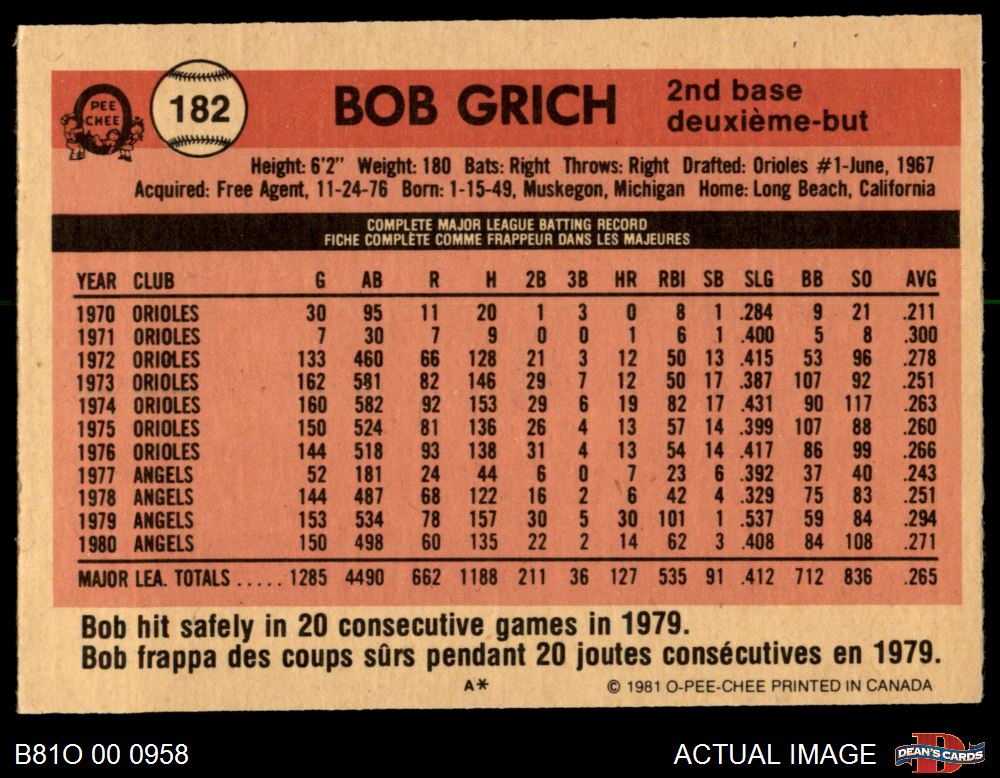 O
PEE
CHEE
182
BOB GRICH
2nd base
deuxième-but
Height: 6'2" Weight: 180 Bats: Right Throws: Right Drafted: Orioles #1-June, 1967
Acquired: Free Agent, 11-24-76 Born: 1-15-49, Muskegon, Michigan Home: Long Beach, California
COMPLETE MAJOR LEAGUE BATTING RECORD
FICHE COMPLÈTE COMME FRAPPEUR DANS LES MAJEURES
YEAR CLUB G AB R H 2B 3B HR RBI SB SLG BB SO AVG
1970 ORIOLES 30 95 11 20 1 3 0 8 1 .284 9 21 .211
1971 ORIOLES 7 30 7 9 0 0 1 6 1 .400 5 8 .300
1972 ORIOLES 133 460 66 128 21 3 12 50 13 .415 53 96 .278
1973 ORIOLES 162 581 82 146 29 7 12 50 17 .387 107 92 .251
1974 ORIOLES 160 582 92 153 29 6 19 82 17 .431 90 117 .263
1975 ORIOLES 150 524 81 136 26 4 13 57 14 .399 107 88 .260
1976 ORIOLES 144 518 93 138 31 4 13 54 14 .417 86 99 .266
1977 ANGELS 52 181 24 44 6 0 7 23 6 .392 37 40 .243
1978 ANGELS 144 487 68 122 16 2 6 42 4 .329 75 83 .251
1979 ANGELS 153 534 78 157 30 5 30 101 1 .537 59 84 .294
1980 ANGELS 150 498 60 135 22 2 14 62 3 .408 84 108 .271
MAJOR LEA. TOTALS ..... 1285 4490 662 1188 211 36 127 535 91 .412 712 836 .265
Bob hit safely in 20 consecutive games in 1979.
Bob frappa des coups sûrs pendant 20 joutes consécutives en 1979.
A* © 1981 O-PEE-CHEE PRINTED IN CANADA
B81O 00 0958
ACTUAL IMAGE
D
DEAN'S CARDS